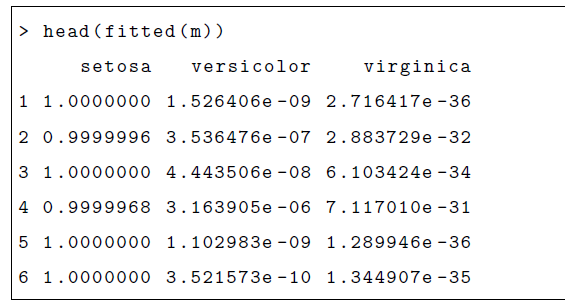 > head(fitted(m))
setosa versicolor virginica
1 1.0000000 1.526406e-09 2.716417e-36
2 0.9999996 3.536476e-07 2.883729e-32
3 1.0000000 4.443506e-08 6.103424e-34
4 0.9999968 3.163905e-06 7.117010e-31
5 1.0000000 1.102983e-09 1.289946e-36
6 1.0000000 3.521573e-10 1.344907e-35